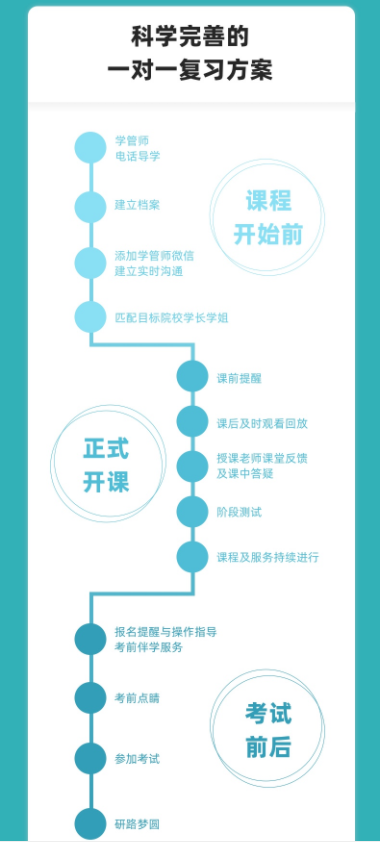 科学完善的
一对一复习方案
学管师
电话导学
建立档案
添加学管师微信
建立实时沟通
匹配目标院校学长学姐
课程
开始前
课前提醒
课后及时观看回放
授课老师课堂反馈
及课中答疑
阶段测试
课程及服务持续进行
正式
开课
报名提醒与操作指导
考前伴学服务
考前点睛
参加考试
研路梦圆
考试
前后